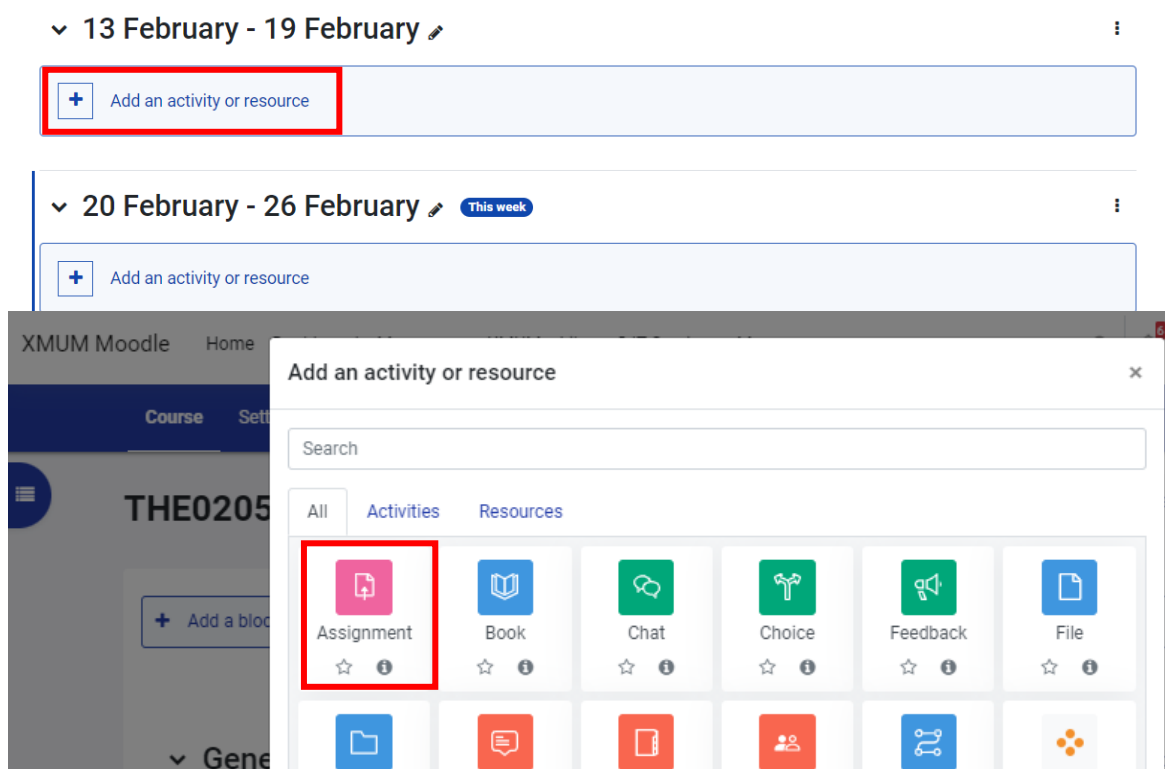 13 February - 19 February
Add an activity or resource
20 February - 26 February This week
Add an activity or resource
XMUM Moodle Home
Add an activity or resource
Course Sett
Search
THE0205
All Activities Resources
Assignment Book Chat Choice Feedback File
Add a bloc
Gene